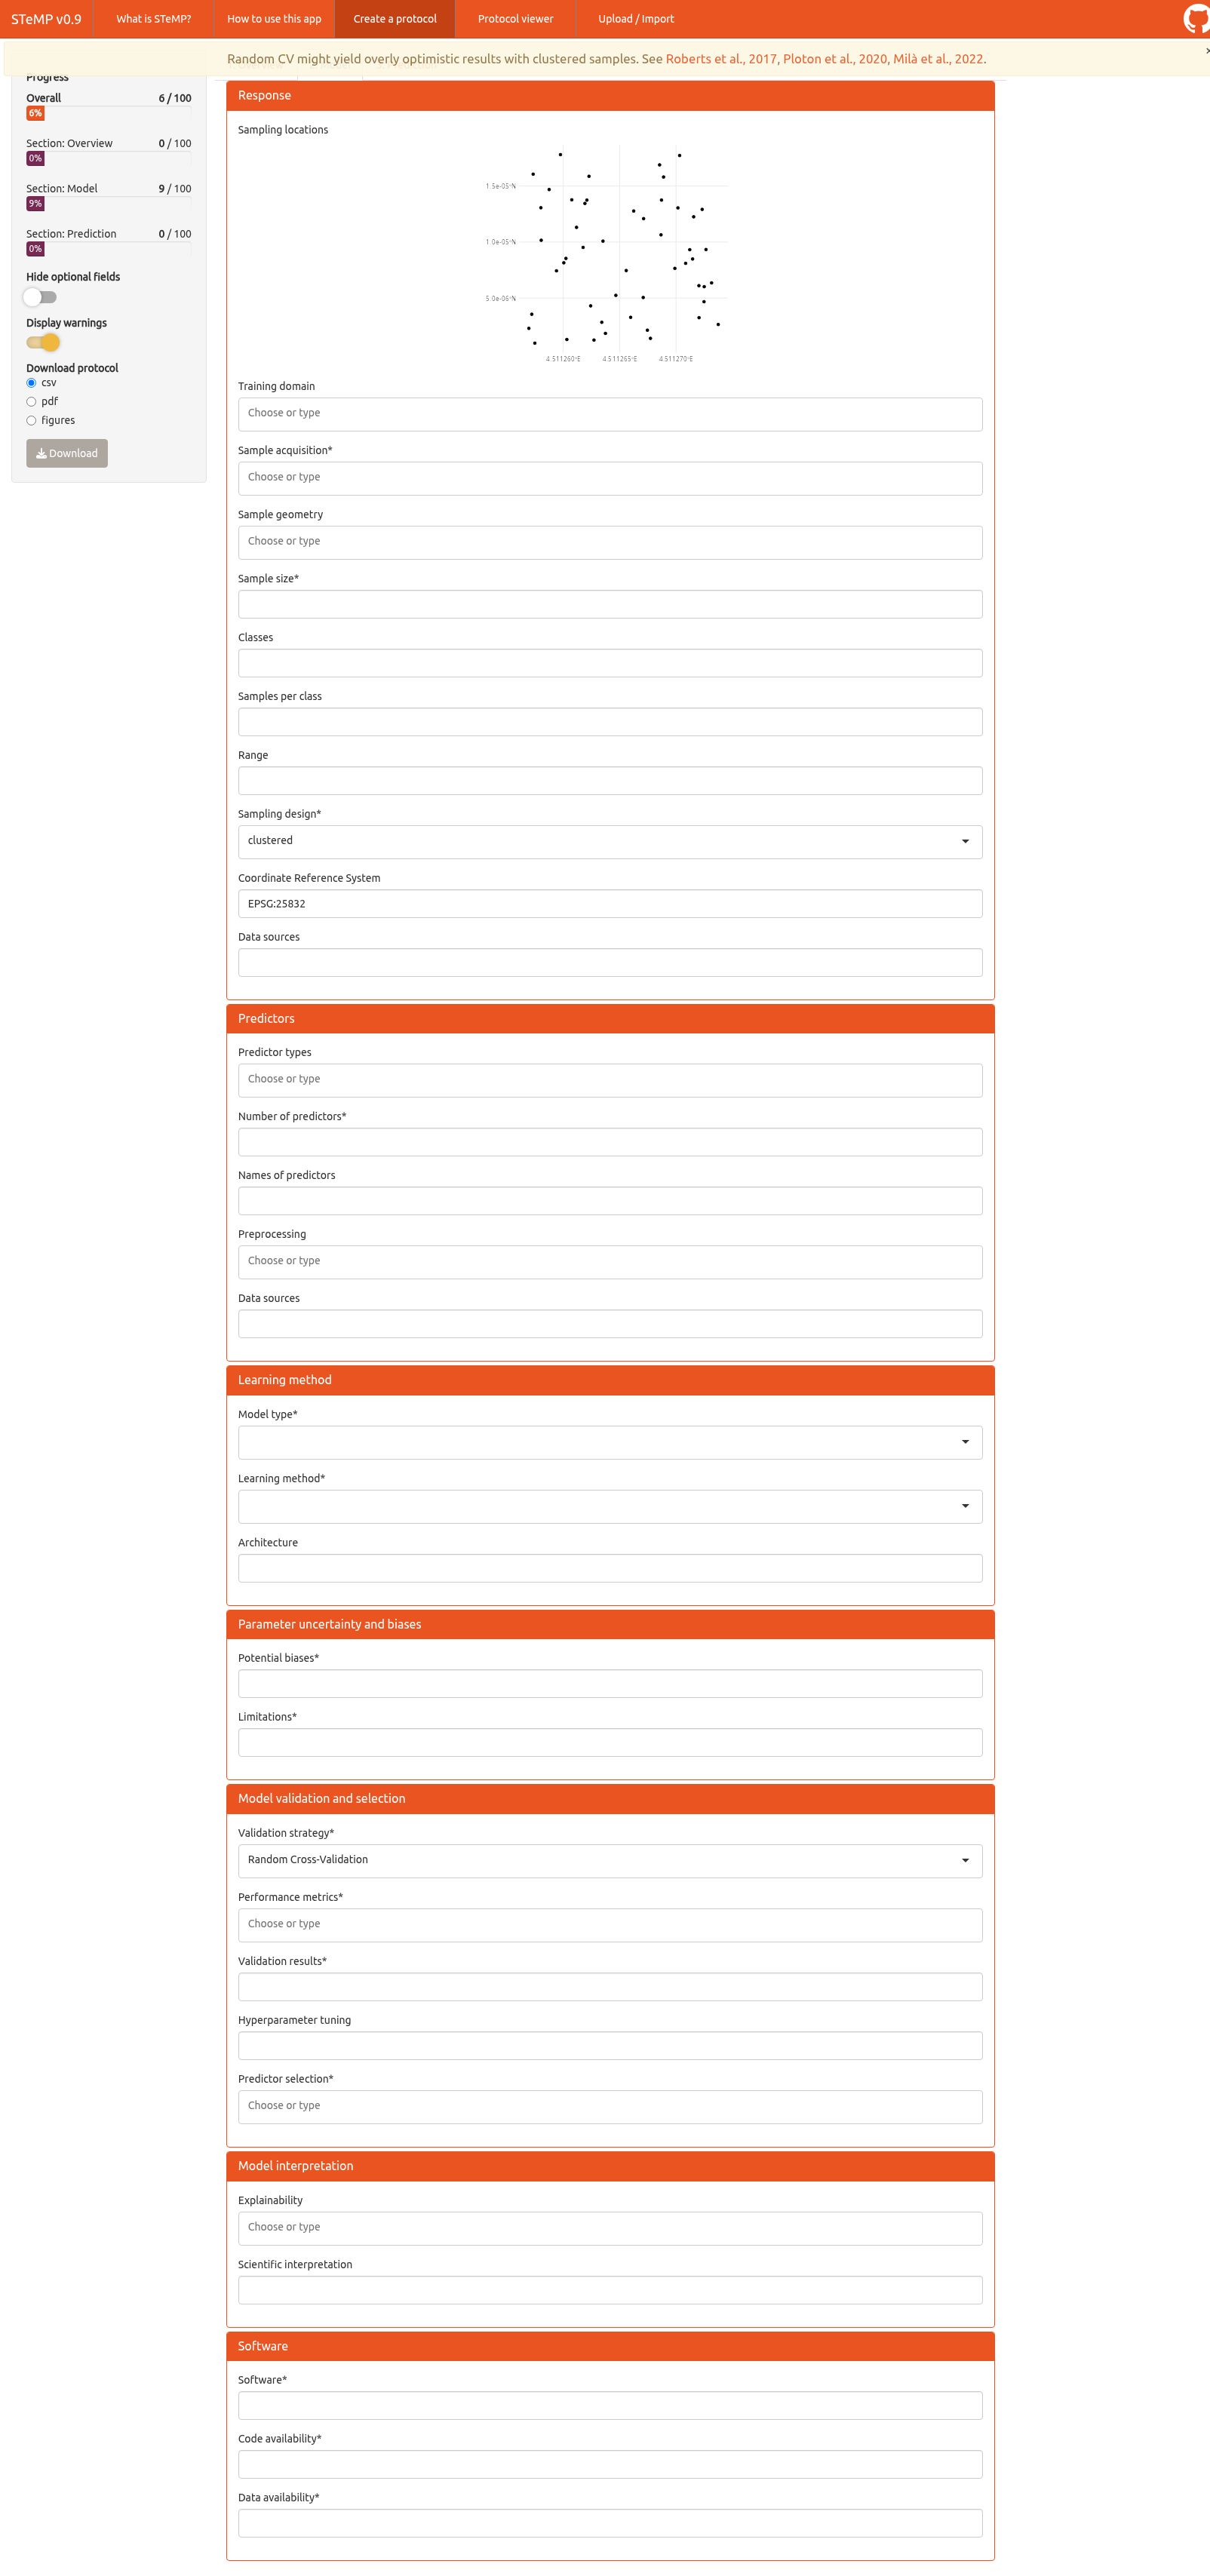 STeMP v0.9
What is STeMP?
How to use this app
Create a protocol
Protocol viewer
Upload / Import
Random CV might yield overly optimistic results with clustered samples. See Roberts et al., 2017, Ploton et al., 2020, Milà et al., 2022.
×
Progress
Overall 6 / 100
6%
Section: Overview 0 / 100
0%
Section: Model 9 / 100
9%
Section: Prediction 0 / 100
0%
Hide optional fields
Display warnings
Download protocol
csv
pdf
figures
Download
Response
Sampling locations
1.5e-05°N
1.0e-05°N
5.0e-06°N
4.511260°E 4.511265°E 4.511270°E
Training domain
Choose or type
Sample acquisition*
Choose or type
Sample geometry
Choose or type
Sample size*
Classes
Samples per class
Range
Sampling design*
clustered
Coordinate Reference System
EPSG:25832
Data sources
Predictors
Predictor types
Choose or type
Number of predictors*
Names of predictors
Preprocessing
Choose or type
Data sources
Learning method
Model type*
Learning method*
Architecture
Parameter uncertainty and biases
Potential biases*
Limitations*
Model validation and selection
Validation strategy*
Random Cross-Validation
Performance metrics*
Choose or type
Validation results*
Hyperparameter tuning
Predictor selection*
Choose or type
Model interpretation
Explainability
Choose or type
Scientific interpretation
Software
Software*
Code availability*
Data availability*